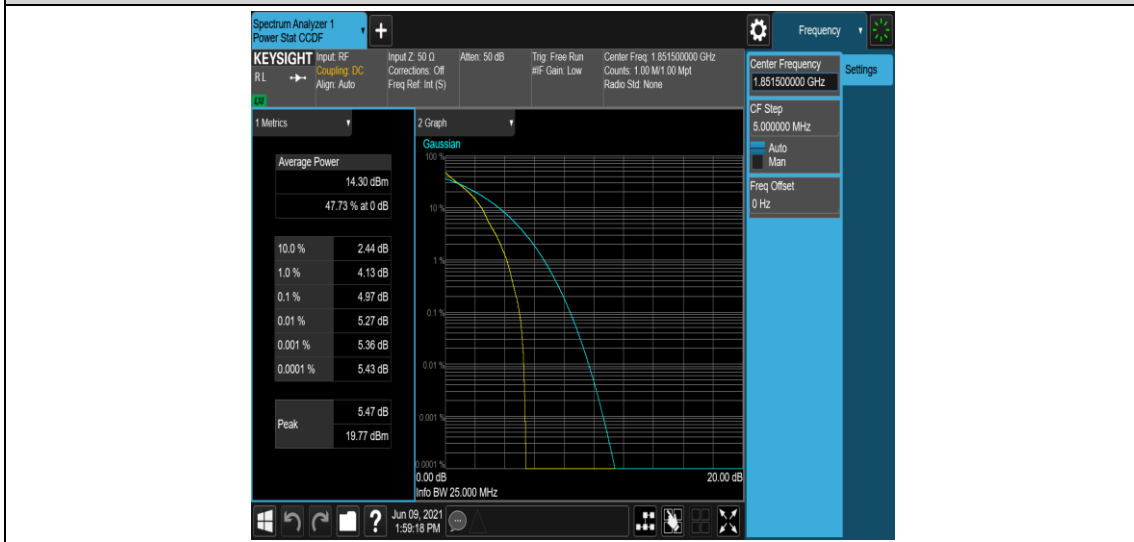 Spectrum Analyzer 1
Power Stat CCDF
+
Frequency
KEYSIGHT
RL
Input: RF
Coupling: DC
Align: Auto
Input Z: 50 Ω
Corrections: Off
Freq Ref: Int (S)
Atten: 50 dB
Trig: Free Run
#IF Gain: Low
Center Freq: 1.851500000 GHz
Counts: 1.00 M/1.00 Mpt
Radio Std: None
Center Frequency
1.851500000 GHz
Settings
CF Step
5.000000 MHz
Auto
Man
Freq Offset
0 Hz
1 Metrics
Average Power
14.30 dBm
47.73 % at 0 dB
10.0 % 2.44 dB
1.0 % 4.13 dB
0.1 % 4.97 dB
0.01 % 5.27 dB
0.001 % 5.36 dB
0.0001 % 5.43 dB
Peak
5.47 dB
19.77 dBm
2 Graph
Gaussian
100 %
10 %
1 %
0.1 %
0.01 %
0.001 %
0.0001 %
0.00 dB 20.00 dB
Info BW 25.000 MHz
?
Jun 09, 2021
1:59:18 PM